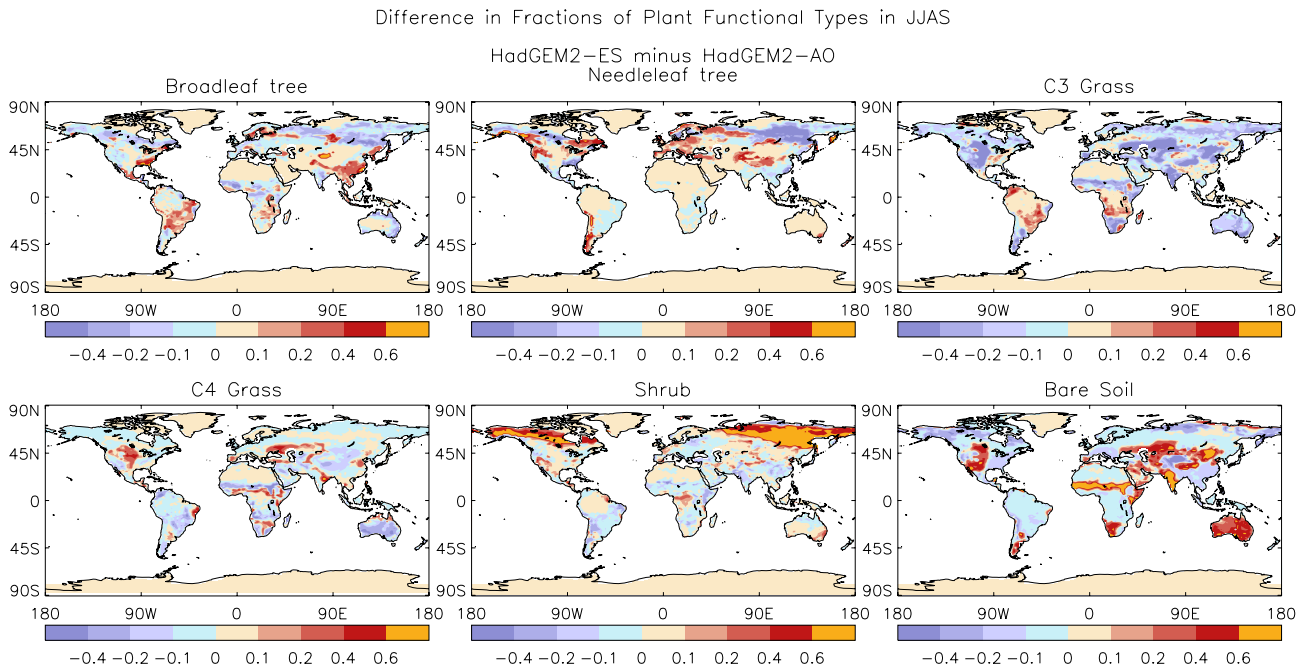 Difference in Fractions of Plant Functional Types in JJAS
HadGEM2-ES minus HadGEM2-AO
Broadleaf tree
Needleleaf tree
C3 Grass
90N
45N
0
45S
90S
180 90W 0 90E 180
-0.4 -0.2 -0.1 0 0.1 0.2 0.4 0.6
90N
45N
0
45S
90S
180 90W 0 90E 180
-0.4 -0.2 -0.1 0 0.1 0.2 0.4 0.6
90N
45N
0
45S
90S
180 90W 0 90E 180
-0.4 -0.2 -0.1 0 0.1 0.2 0.4 0.6
C4 Grass
Shrub
Bare Soil
90N
45N
0
45S
90S
180 90W 0 90E 180
-0.4 -0.2 -0.1 0 0.1 0.2 0.4 0.6
90N
45N
0
45S
90S
180 90W 0 90E 180
-0.4 -0.2 -0.1 0 0.1 0.2 0.4 0.6
90N
45N
0
45S
90S
180 90W 0 90E 180
-0.4 -0.2 -0.1 0 0.1 0.2 0.4 0.6